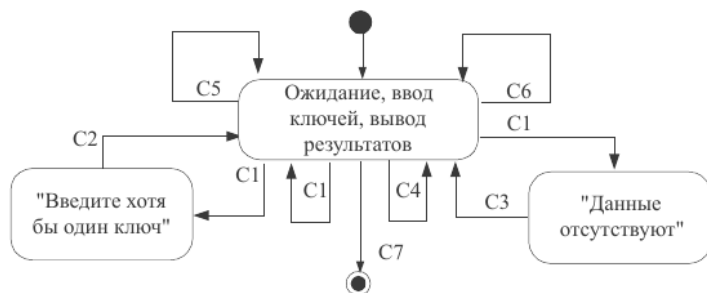 C5
C6
Ожидание, ввод
ключей, вывод
результатов
C2
C1
"Введите хотя
бы один ключ"
C1
C1
C4
C3
"Данные
отсутствуют"
C7